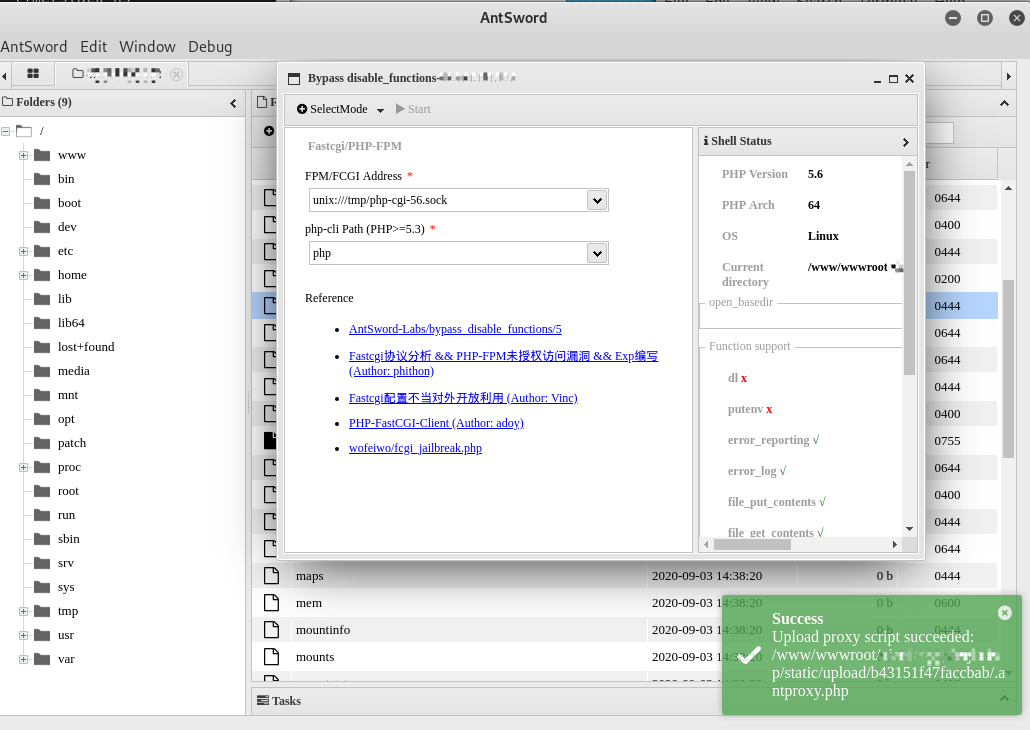 AntSword
AntSword Edit Window Debug
Folders (9)
/
www
bin
boot
dev
etc
home
lib
lib64
lost+found
media
mnt
opt
patch
proc
root
run
sbin
srv
sys
tmp
usr
var
Bypass disable_functions-
SelectMode Start
Fastcgi/PHP-FPM
FPM/FCGI Address *
unix:///tmp/php-cgi-56.sock
php-cli Path (PHP>=5.3) *
php
Reference
AntSword-Labs/bypass_disable_functions/5
Fastcgi协议分析 && PHP-FPM未授权访问漏洞 && Exp编写
(Author: phithon)
Fastcgi配置不当对外开放利用 (Author: Vinc)
PHP-FastCGI-Client (Author: adoy)
wofeiwo/fcgi_jailbreak.php
Shell Status
PHP Version 5.6
PHP Arch 64
OS Linux
Current /www/wwwroot
directory
open_basedir
Function support
dl x
putenv x
error_reporting √
error_log √
file_put_contents √
file_get_contents √
0644
0400
0444
0200
0444
0644
0644
0444
0400
0755
0644
0400
0444
0644
maps 2020-09-03 14:38:20 0 b 0444
mem 2020-09-03 14:38:20 0 b 0600
mountinfo 2020-09-03 14:38:20 0 b 0444
mounts 2020-09-03 14:38:20
Tasks
Success
Upload proxy script succeeded:
/www/wwwroot/
p/static/upload/b43151f47faccbab/.a
ntproxy.php